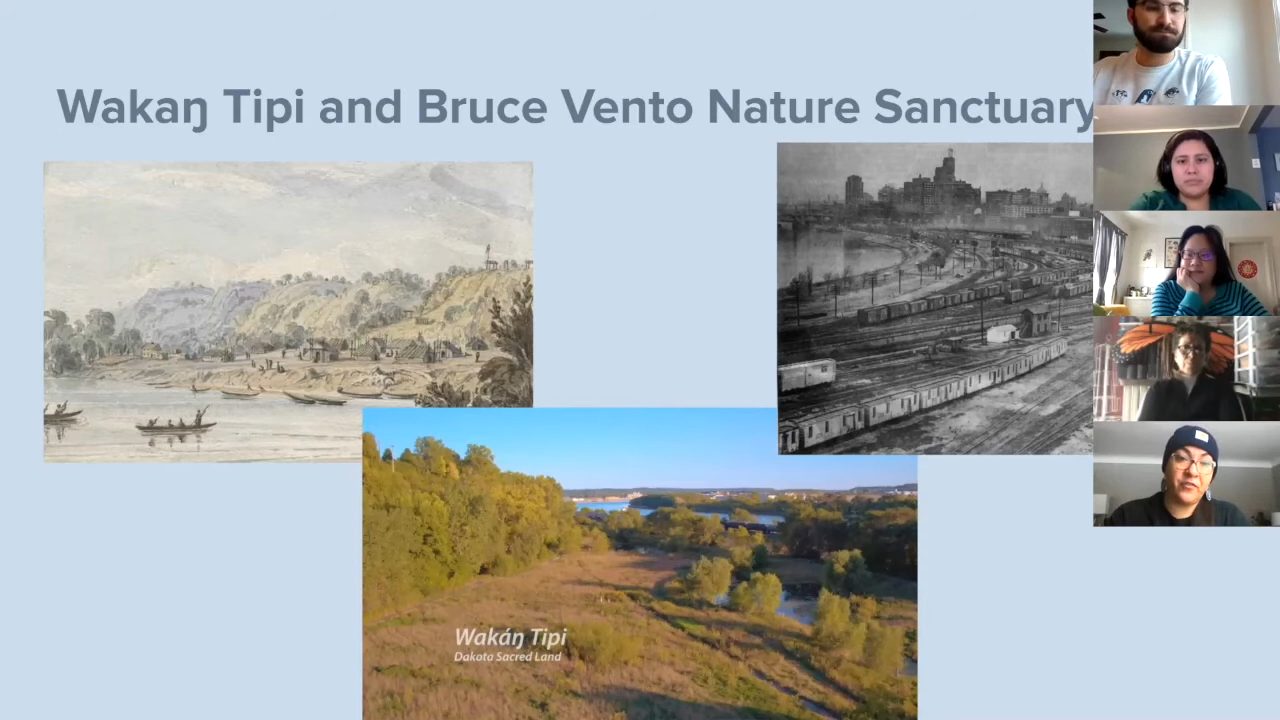 Wakaŋ Tipi and Bruce Vento Nature Sanctuary
Wakáŋ Tipi
Dakota Sacred Land